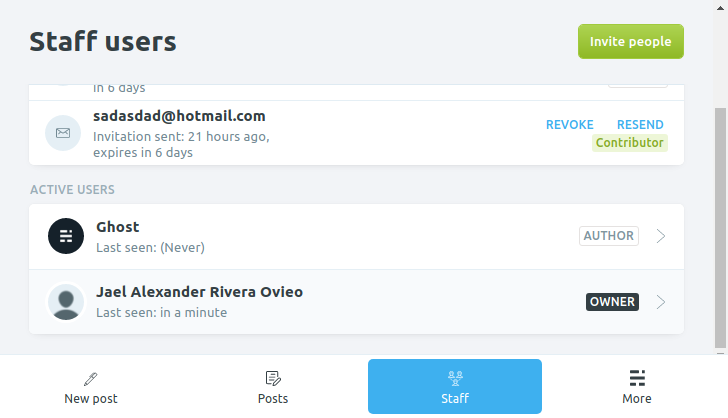 Staff users
Invite people
in 6 days
sadasdad@hotmail.com
Invitation sent: 21 hours ago,
expires in 6 days
REVOKE RESEND
Contributor
ACTIVE USERS
Ghost
Last seen: (Never)
AUTHOR
Jael Alexander Rivera Ovieo
Last seen: in a minute
OWNER
New post
Posts
Staff
More